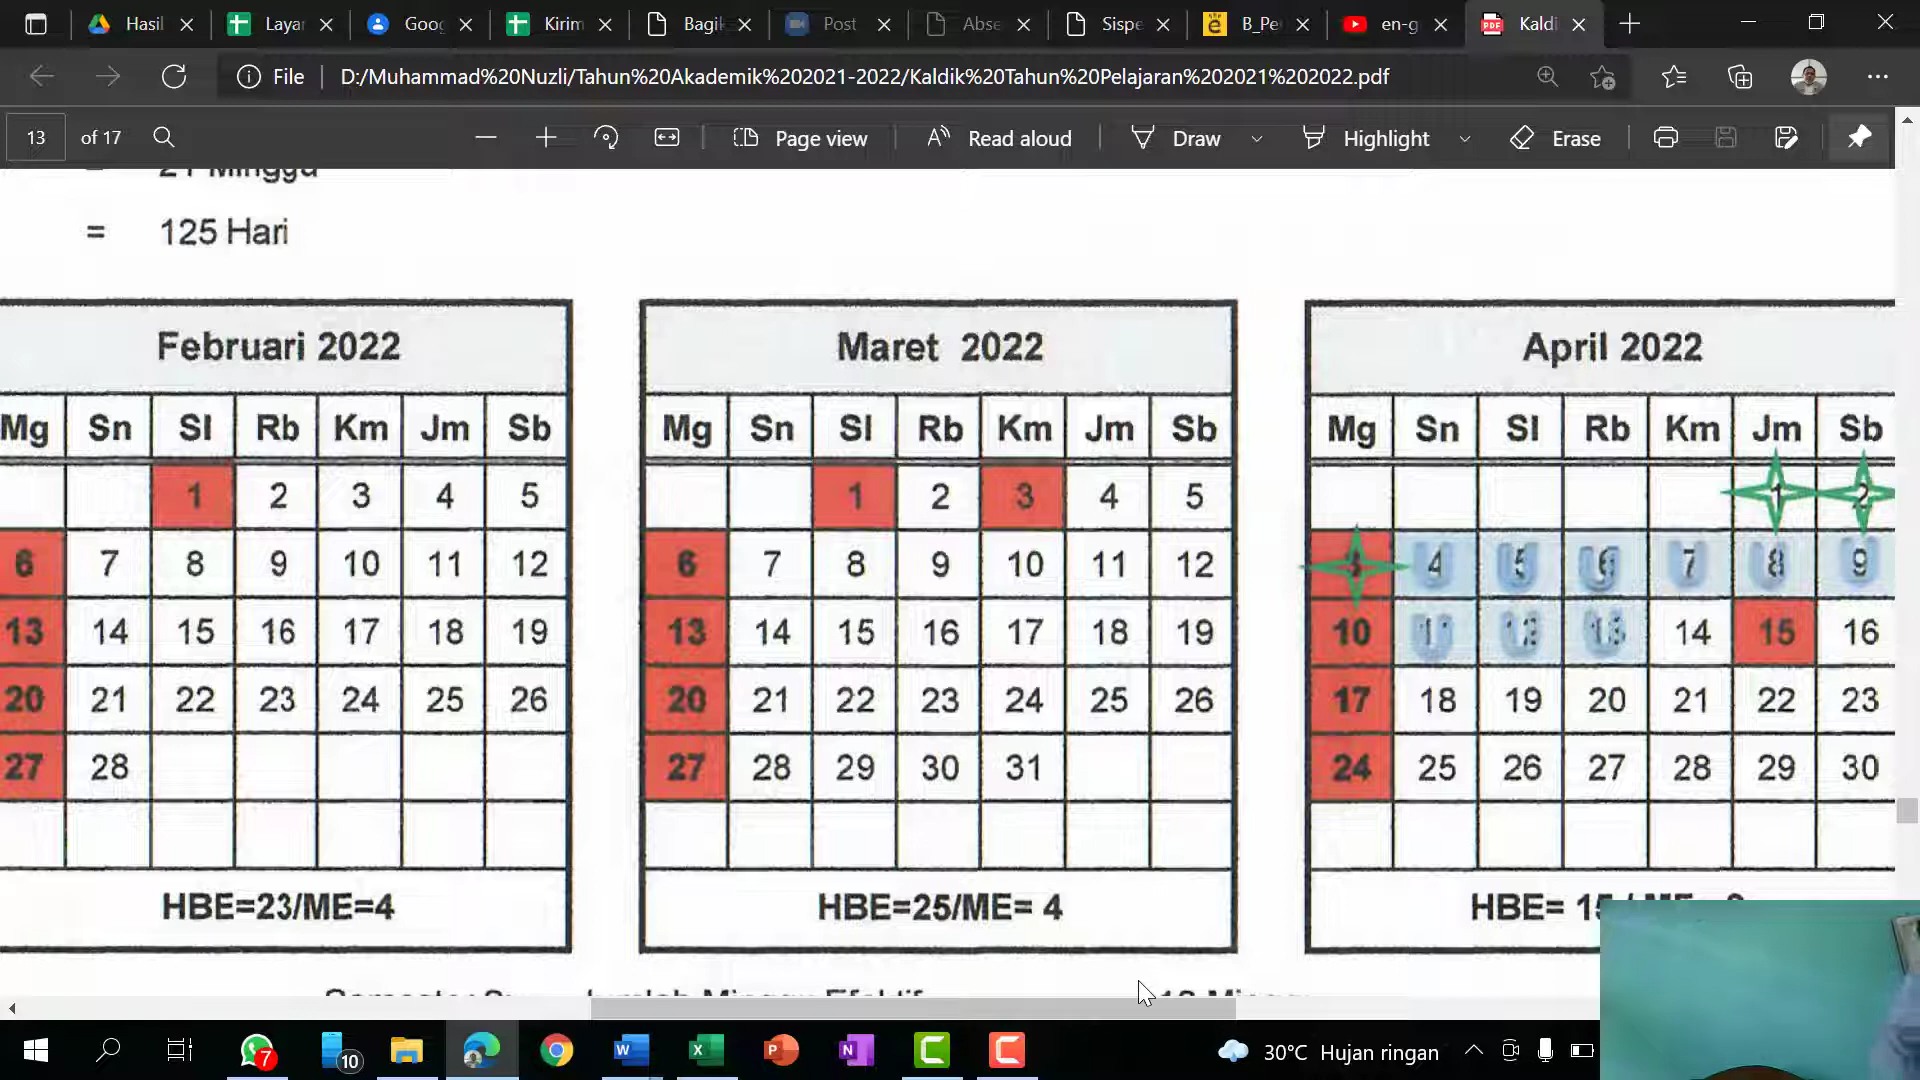 Hasil
Layar
Goog
Kirim
Bagik
Post
Abse
Sispe
B_Pe
en-g
Kaldi
File
D:/Muhammad%20Nuzli/Tahun%20Akademik%202021-2022/Kaldik%20Tahun%20Pelajaran%202021%202022.pdf
13 of 17
Page view
Read aloud
Draw
Highlight
Erase
= 125 Hari
Februari 2022
Mg Sn Sl Rb Km Jm Sb
1 2 3 4 5
6 7 8 9 10 11 12
13 14 15 16 17 18 19
20 21 22 23 24 25 26
27 28
HBE=23/ME=4
Maret 2022
Mg Sn Sl Rb Km Jm Sb
1 2 3 4 5
6 7 8 9 10 11 12
13 14 15 16 17 18 19
20 21 22 23 24 25 26
27 28 29 30 31
HBE=25/ME= 4
April 2022
Mg Sn Sl Rb Km Jm Sb
1 2
3 4 5 6 7 8 9
10 11 12 13 14 15 16
17 18 19 20 21 22 23
24 25 26 27 28 29 30
HBE= 15
7
10
30°C Hujan ringan